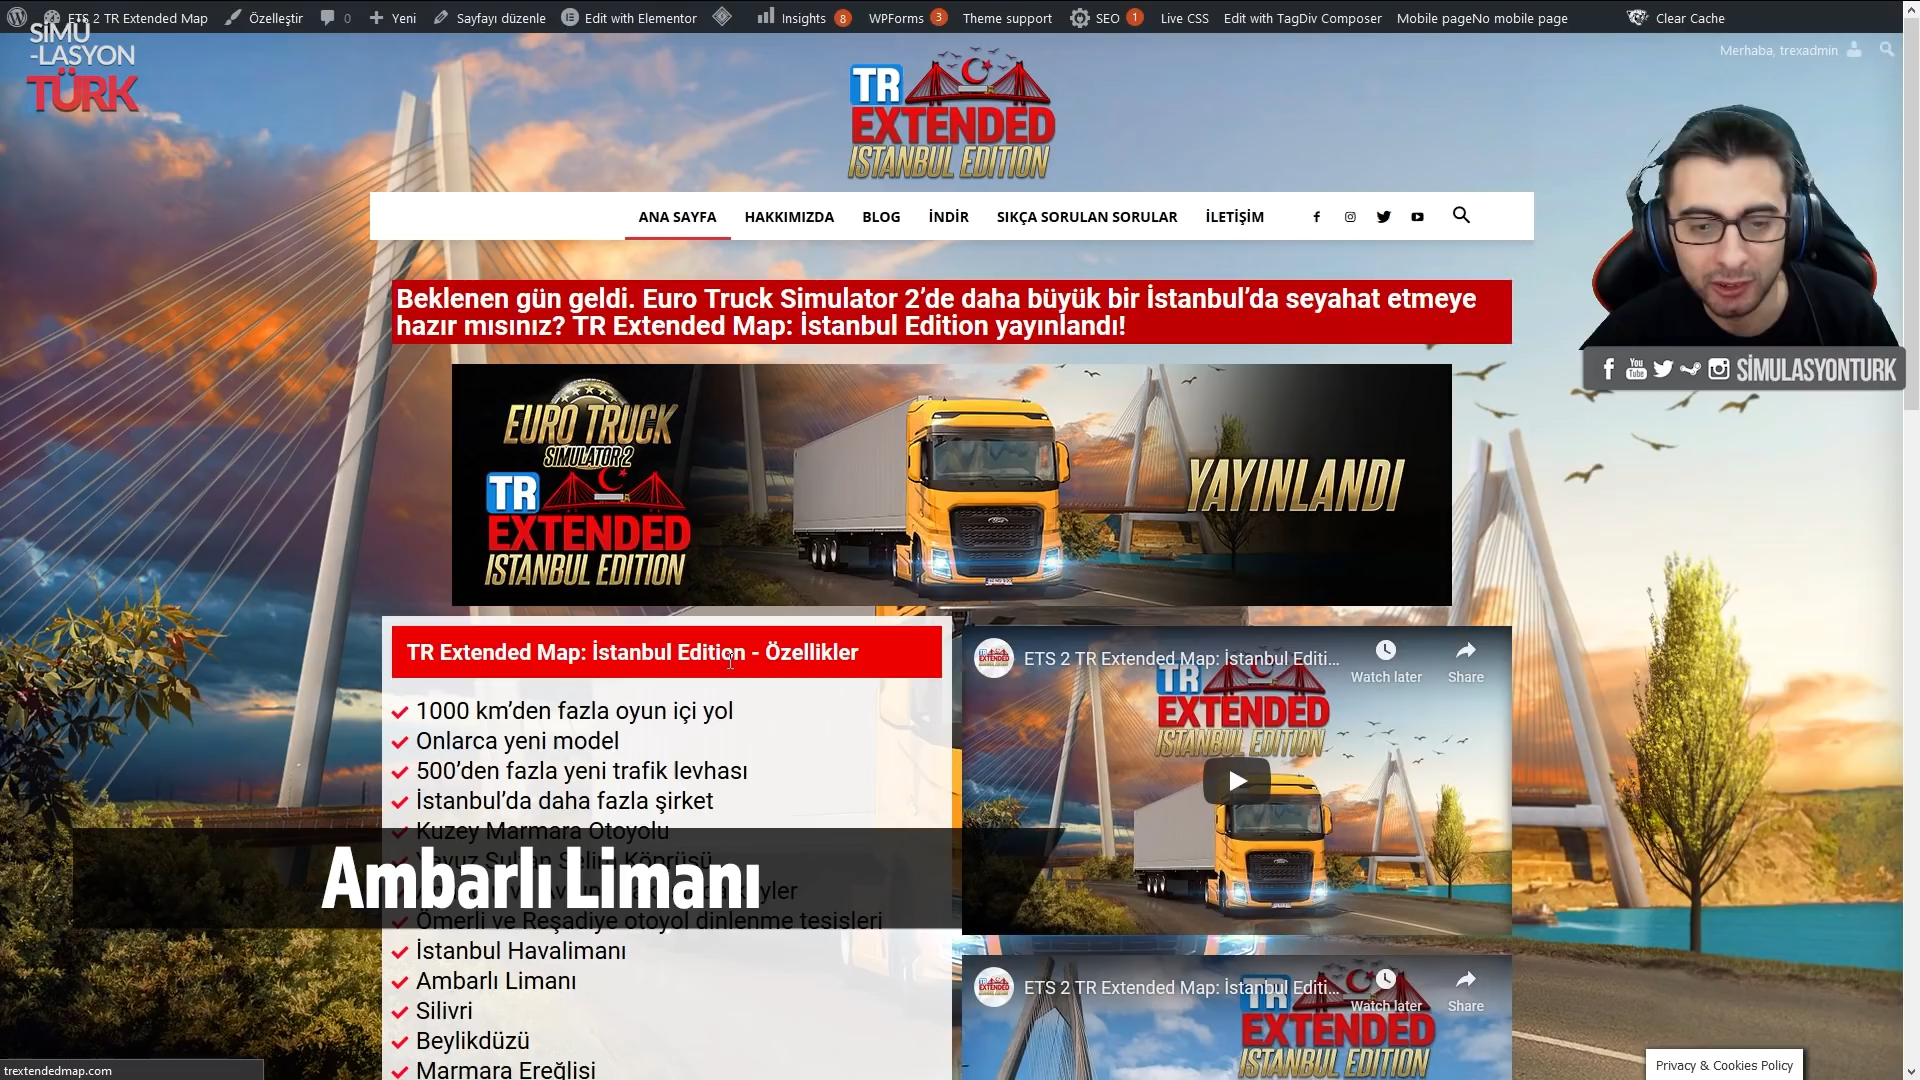 ETS 2 TR Extended Map
Özelleştir
0
Yeni
Sayfayı düzenle
Edit with Elementor
Insights 8
WPForms 3
Theme support
SEO 1
Live CSS
Edit with TagDiv Composer
Mobile pageNo mobile page
Clear Cache
SİMÜ
-LASYON
TÜRK
Merhaba, trexadmin
TR
EXTENDED
ISTANBUL EDITION
ANA SAYFA
HAKKIMIZDA
BLOG
İNDİR
SIKÇA SORULAN SORULAR
İLETİŞİM
Beklenen gün geldi. Euro Truck Simulator 2’de daha büyük bir İstanbul’da seyahat etmeye
hazır mısınız? TR Extended Map: İstanbul Edition yayınlandı!
You
Tube
SİMULASYONTURK
EURO TRUCK
SIMULATOR 2
TR
EXTENDED
ISTANBUL EDITION
YAYINLANDI
TR Extended Map: İstanbul Edition - Özellikler
1000 km’den fazla oyun içi yol
Onlarca yeni model
500’den fazla yeni trafik levhası
İstanbul’da daha fazla şirket
Kuzey Marmara Otoyolu
Yavuz Sultan Selim Köprüsü
Ambarlı Limanı
Ömerli ve Reşadiye otoyol dinlenme tesisleri
İstanbul Havalimanı
Ambarlı Limanı
Silivri
Beylikdüzü
Marmara Ereğlisi
ETS 2 TR Extended Map: İstanbul Editi...
Watch later
Share
TR
EXTENDED
ISTANBUL EDITION
ETS 2 TR Extended Map: İstanbul Editi...
Watch later
Share
TR
EXTENDED
ISTANBUL EDITION
trextendedmap.com
Privacy & Cookies Policy